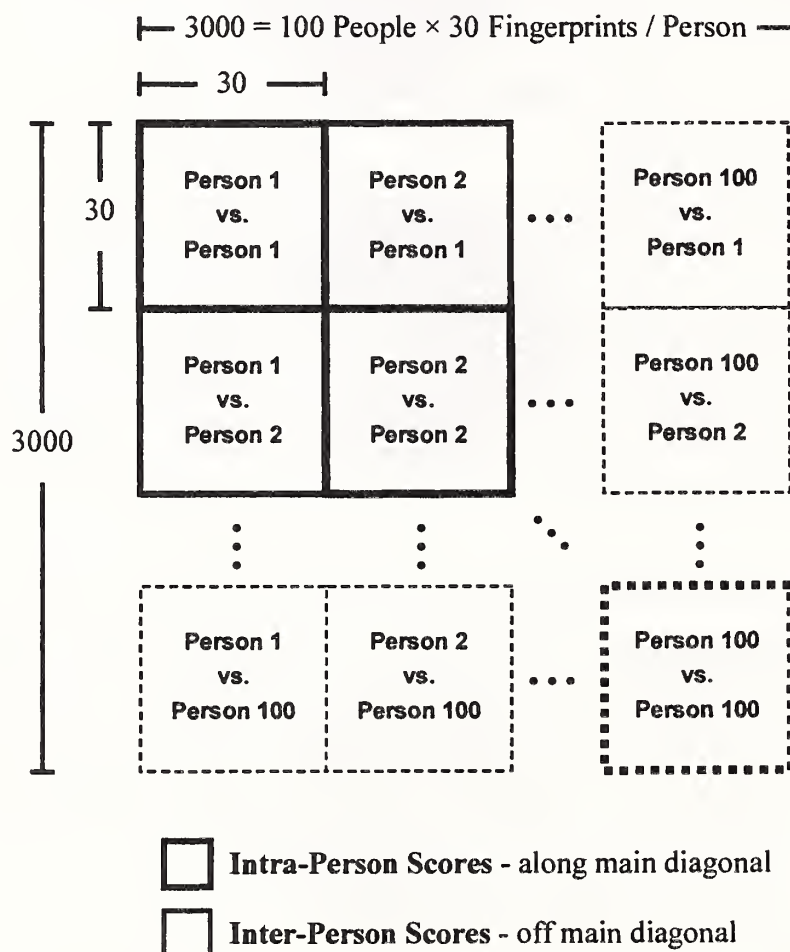 3000 = 100 People × 30 Fingerprints / Person
30
30
3000
Person 1
vs.
Person 1
Person 2
vs.
Person 1
• • •
Person 100
vs.
Person 1
Person 1
vs.
Person 2
Person 2
vs.
Person 2
• • •
Person 100
vs.
Person 2
Person 1
vs.
Person 100
Person 2
vs.
Person 100
• • •
Person 100
vs.
Person 100
Intra-Person Scores - along main diagonal
Inter-Person Scores - off main diagonal